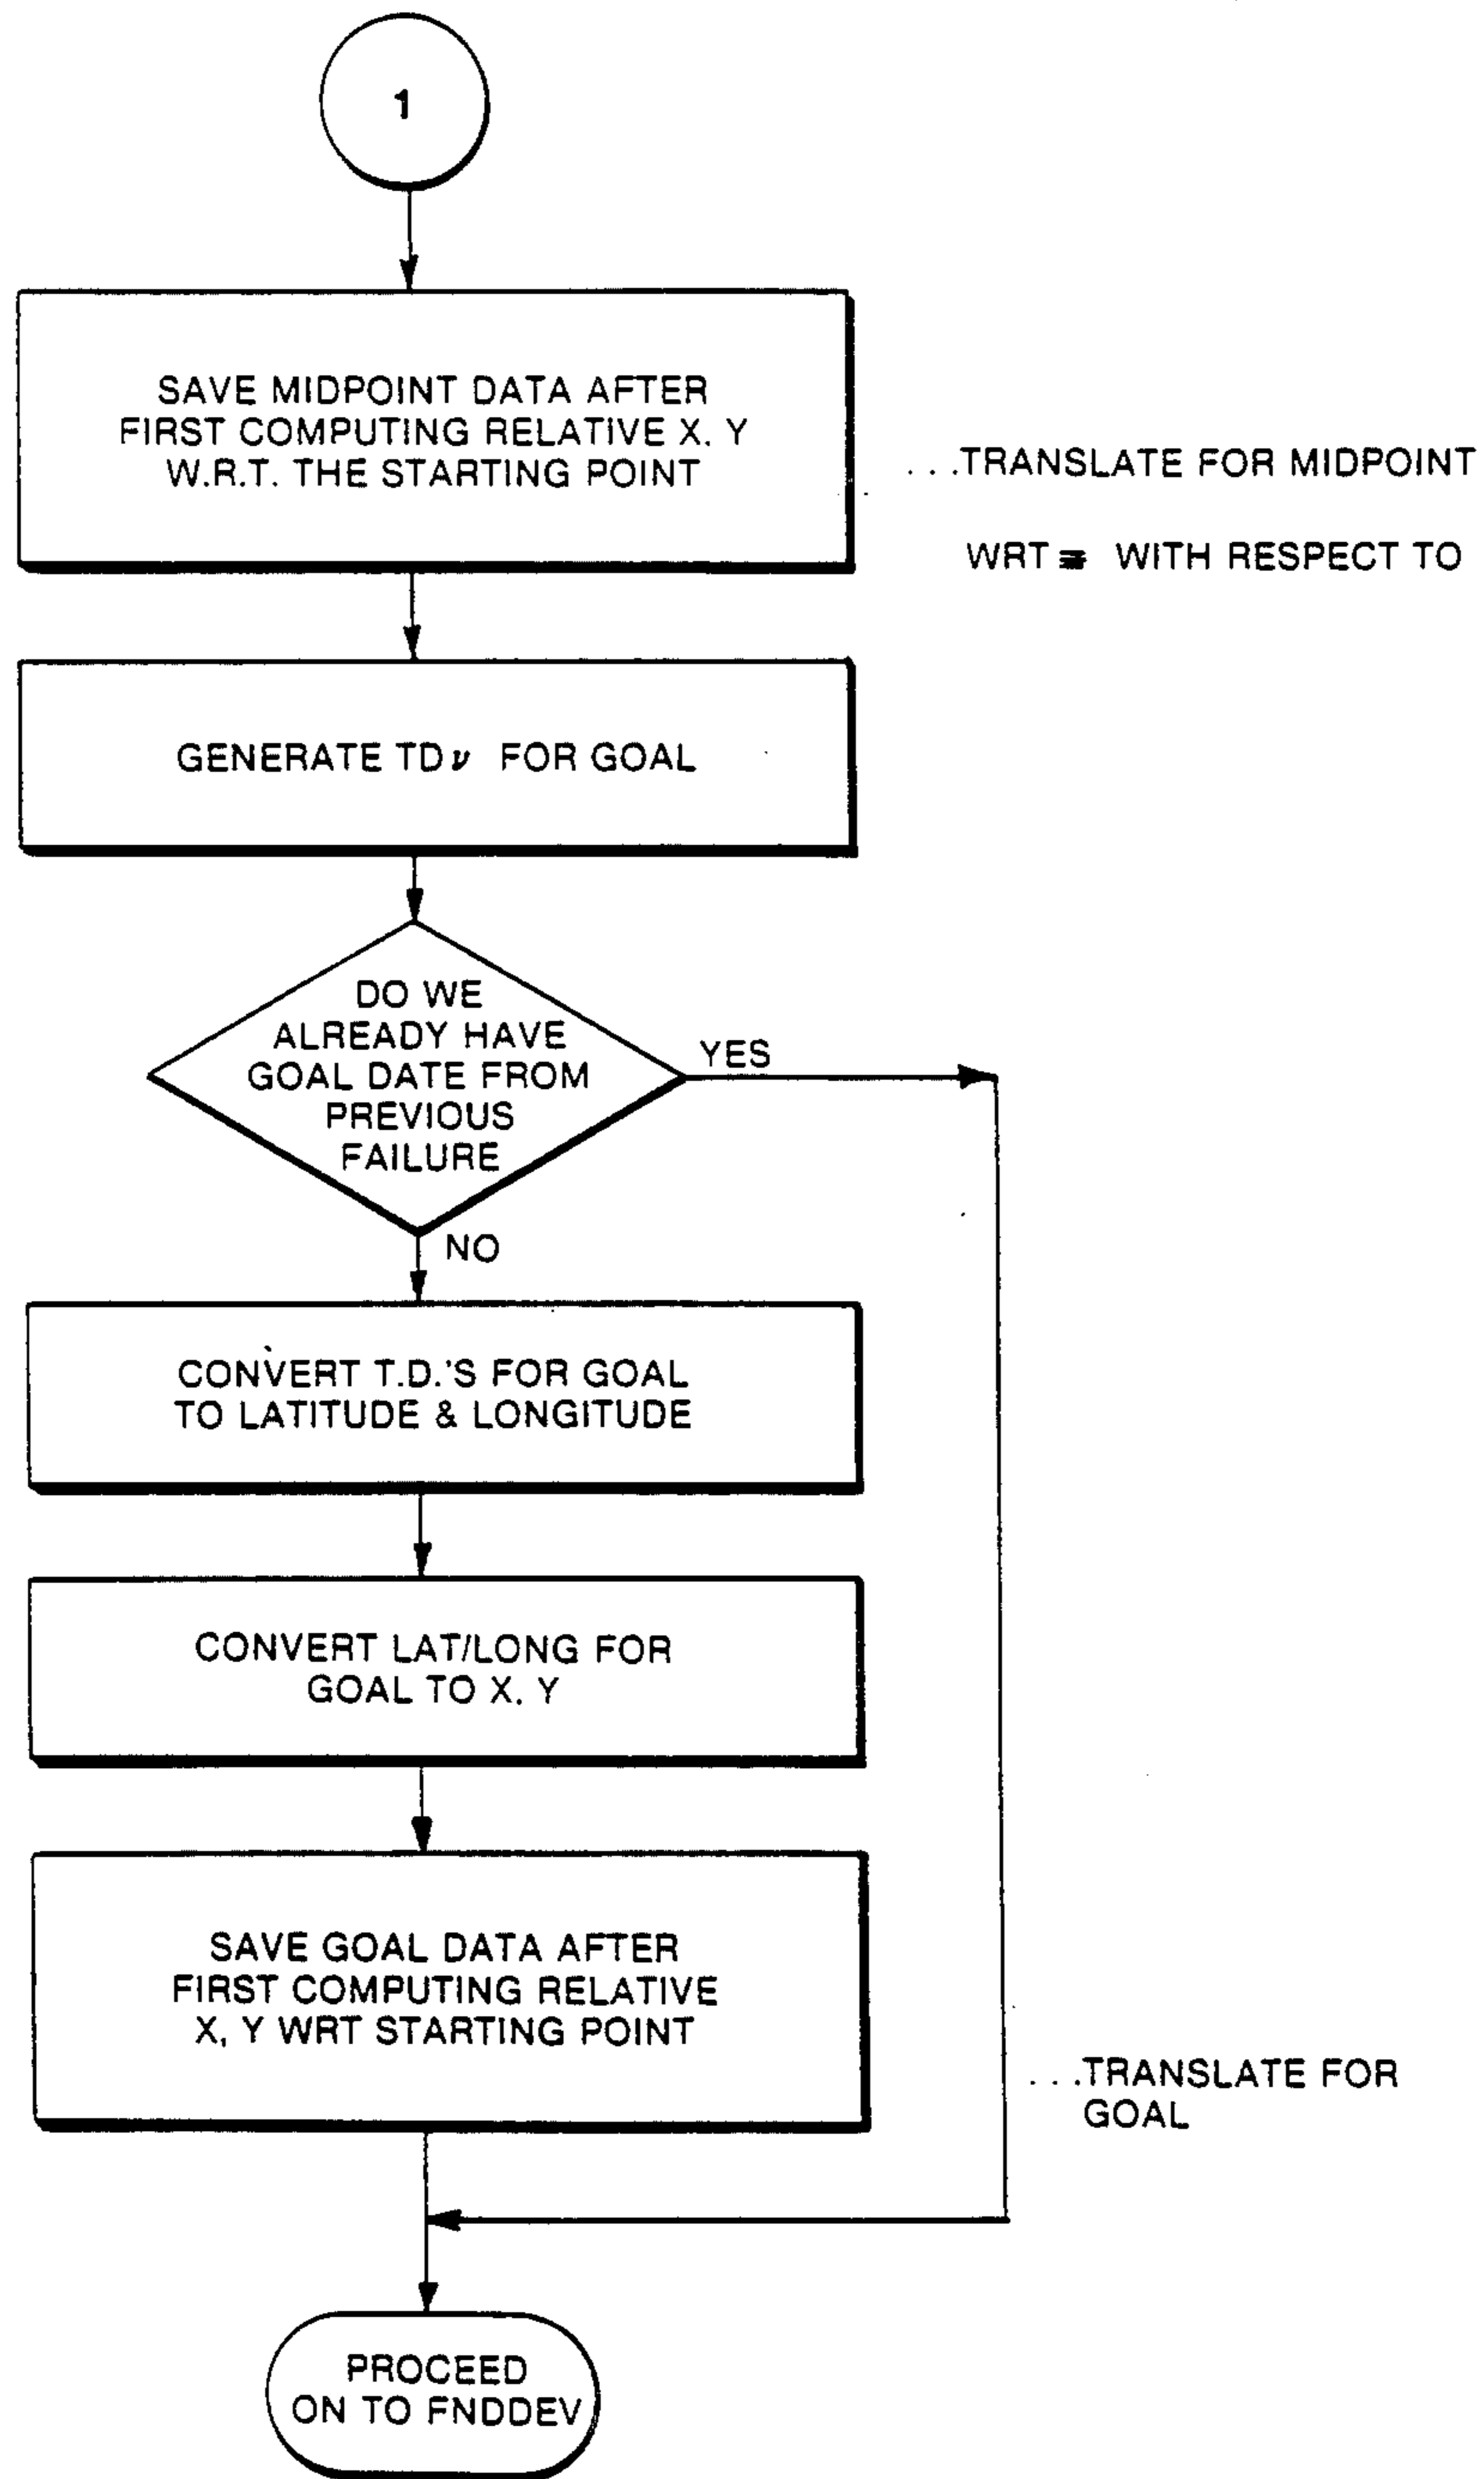 1
SAVE MIDPOINT DATA AFTER
FIRST COMPUTING RELATIVE X. Y
W.R.T. THE STARTING POINT
...TRANSLATE FOR MIDPOINT
WRT ≡ WITH RESPECT TO
GENERATE TDν FOR GOAL
DO WE
ALREADY HAVE
GOAL DATE FROM
PREVIOUS
FAILURE
YES
NO
CONVERT T.D.'S FOR GOAL
TO LATITUDE & LONGITUDE
CONVERT LAT/LONG FOR
GOAL TO X. Y
SAVE GOAL DATA AFTER
FIRST COMPUTING RELATIVE
X, Y WRT STARTING POINT
...TRANSLATE FOR
GOAL
PROCEED
ON TO FNDDEV